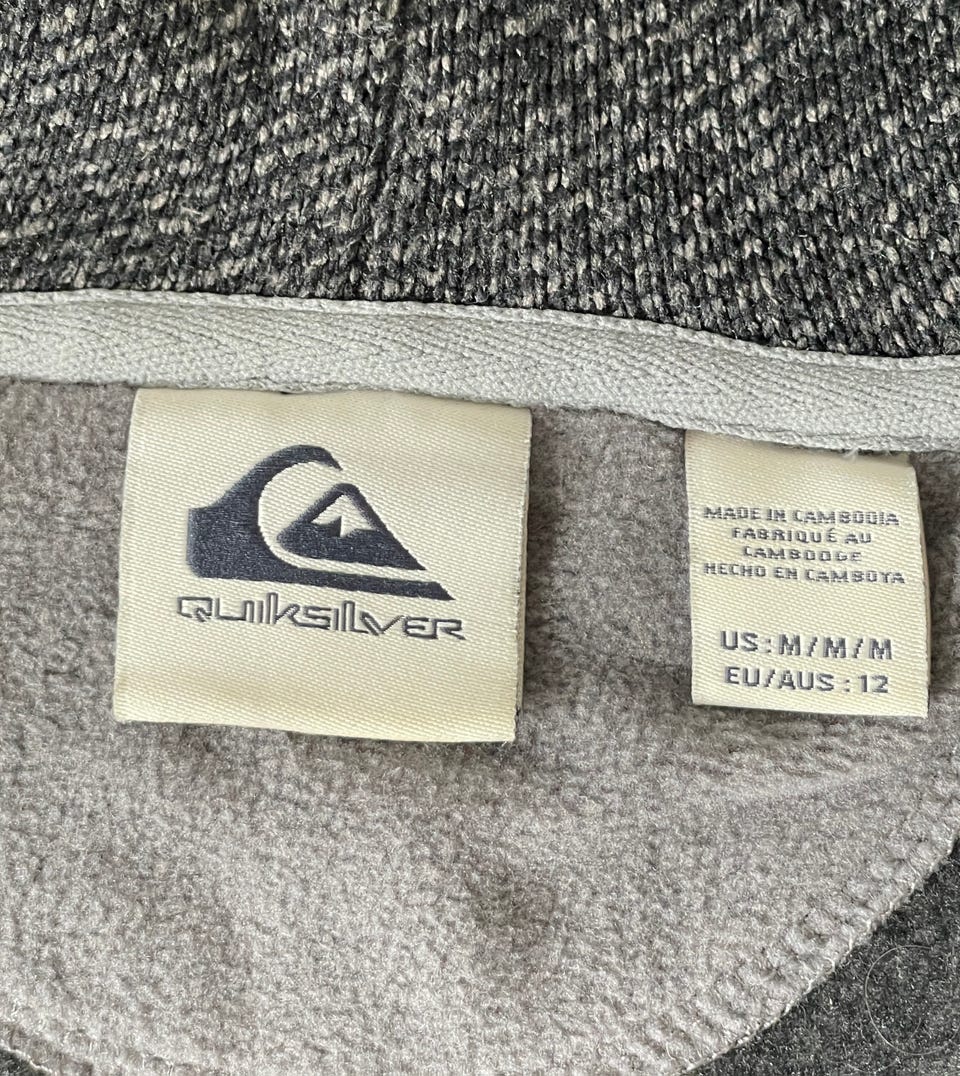 QUIKSILVER
MADE IN CAMBODIA
FABRIQUÉ AU
CAMBODGE
HECHO EN CAMBOYA
US : M / M / M
EU/AUS : 12